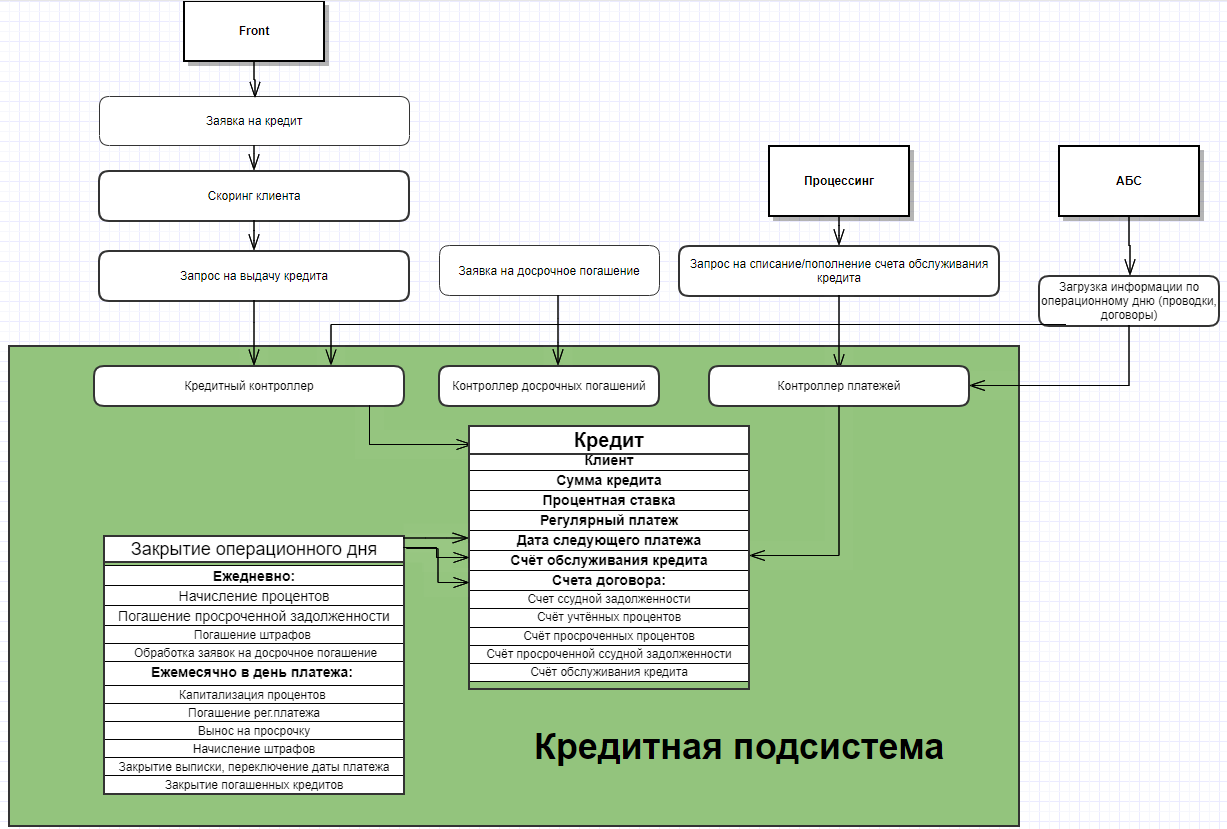 Front
Заявка на кредит
Скоринг клиента
Запрос на выдачу кредита
Заявка на досрочное погашение
Процессинг
Запрос на списание/пополнение счета обслуживания
кредита
АБС
Загрузка информации по
операционному дню (проводки,
договоры)
Кредитный контроллер
Контроллер досрочных погашений
Контроллер платежей
Кредит
Клиент
Сумма кредита
Процентная ставка
Регулярный платеж
Дата следующего платежа
Счёт обслуживания кредита
Счета договора:
Счет ссудной задолженности
Счёт учтённых процентов
Счёт просроченных процентов
Счёт просроченной ссудной задолженности
Счёт обслуживания кредита
Закрытие операционного дня
Ежедневно:
Начисление процентов
Погашение просроченной задолженности
Погашение штрафов
Обработка заявок на досрочное погашение
Ежемесячно в день платежа:
Капитализация процентов
Погашение рег.платежа
Вынос на просрочку
Начисление штрафов
Закрытие выписки, переключение даты платежа
Закрытие погашенных кредитов
Кредитная подсистема